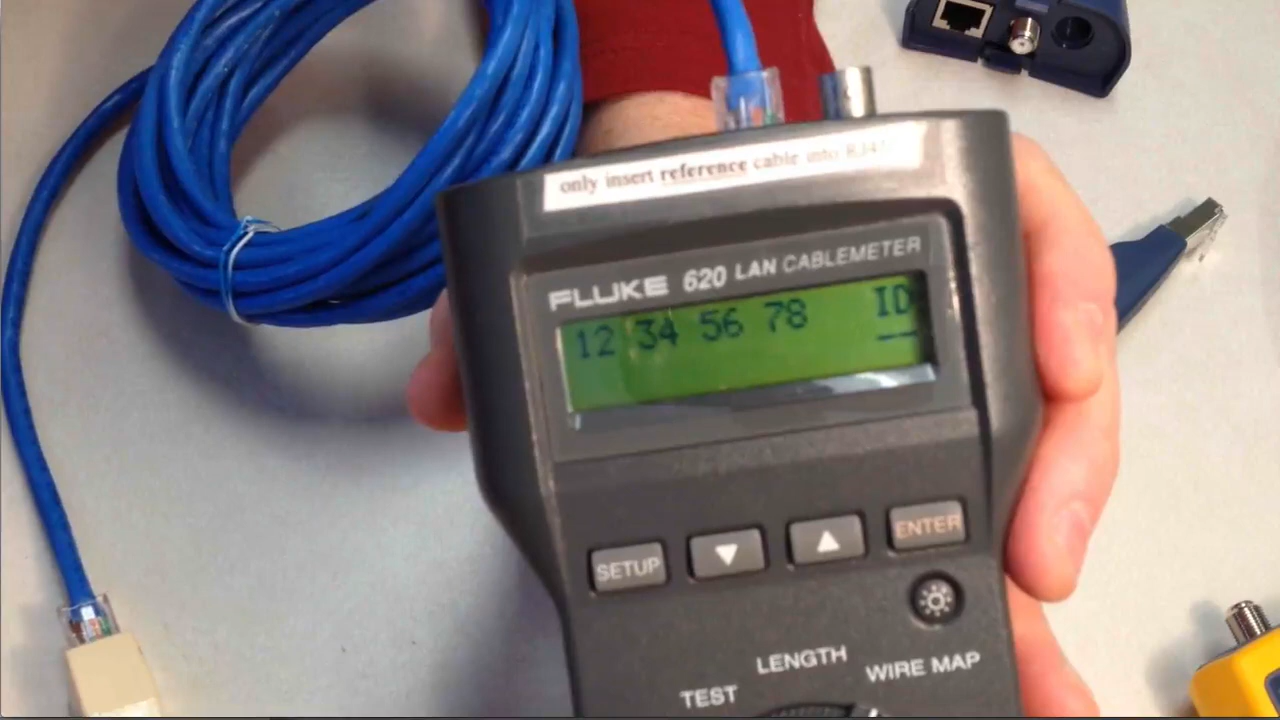 only insert reference cable into RJ45
FLUKE 620 LAN CABLEMETER
12 34 56 78 ID
__
SETUP
ENTER
LENGTH
WIRE MAP
TEST